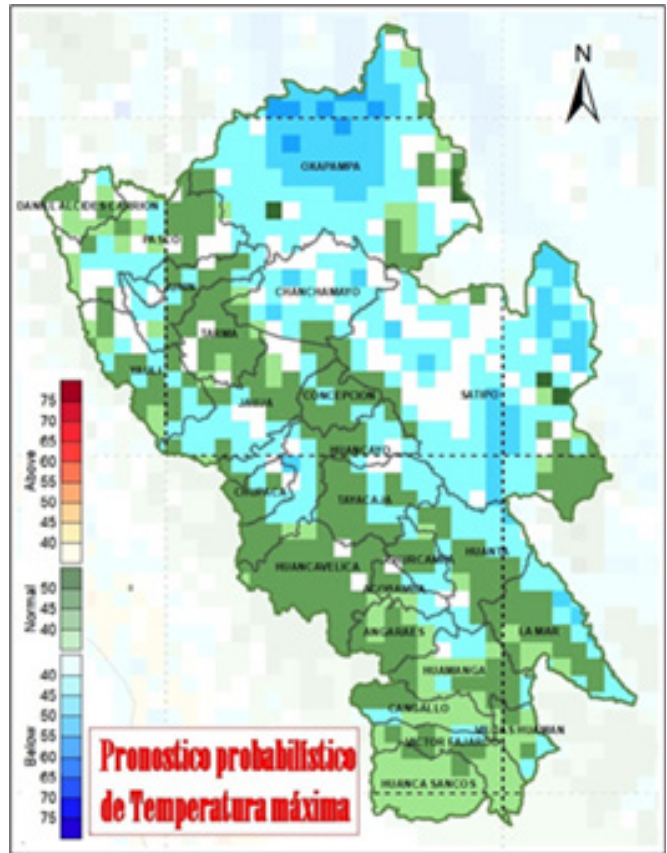 N
OXAPAMPA
DANIEL ALCIDES CARRION
PASCO
JUNIN
CHANCHAMAYO
TARMA
YAULI
JAUJA
CONCEPCION
SATIPO
HUANCAYO
CHUPACA
TAYACAJA
HUANCAVELICA
CHURCAMPA
HUANTA
ACOBAMBA
ANGARAES
LA MAR
HUAMANGA
CANGALLO
VILCAS HUAMAN
VICTOR FAJARDO
HUANCA SANCOS
Above
75
70
65
60
55
50
45
40
Normal
50
45
40
Below
40
45
50
55
60
65
70
75
Pronostico probabilístico
de Temperatura máxima